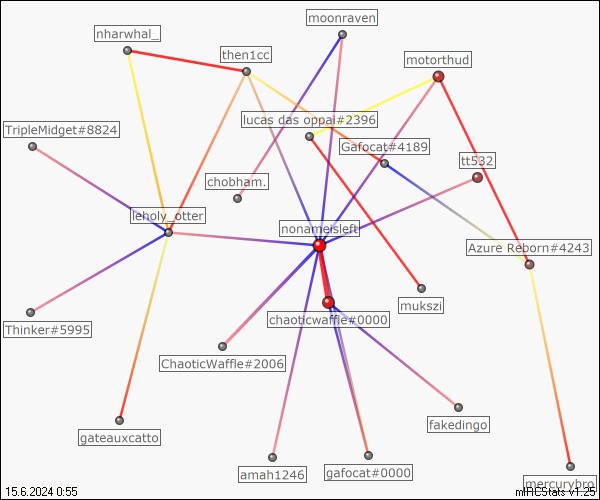 moonraven
nharwhal_
then1cc
motorthud
lucas das oppai#2396
TripleMidget#8824
Gafocat#4189
tt532
chobham.
leholy_otter
nonameisleft
Azure Reborn#4243
mukszi
chaoticwaffle#0000
Thinker#5995
ChaoticWaffle#2006
fakedingo
gateauxcatto
amah1246
gafocat#0000
mercurybro
15.6.2024 0:55
mIRCStats v1.25